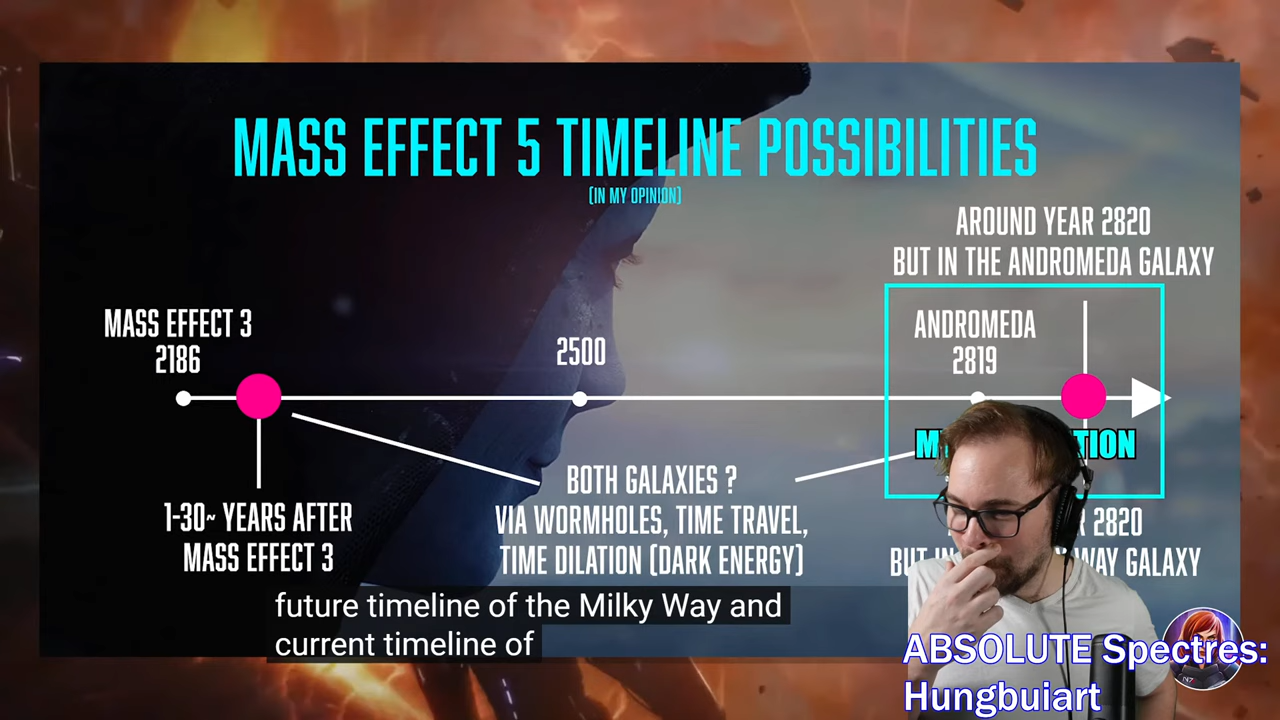 MASS EFFECT 5 TIMELINE POSSIBILITIES
(IN MY OPINION)
AROUND YEAR 2820
BUT IN THE ANDROMEDA GALAXY
MASS EFFECT 3
2186
2500
ANDROMEDA
2819
BOTH GALAXIES ?
VIA WORMHOLES, TIME TRAVEL,
TIME DILATION (DARK ENERGY)
1-30~ YEARS AFTER
MASS EFFECT 3
2820
BUT GALAXY
future timeline of the Milky Way and
current timeline of
ABSOLUTE Spectres:
Hungbuiart